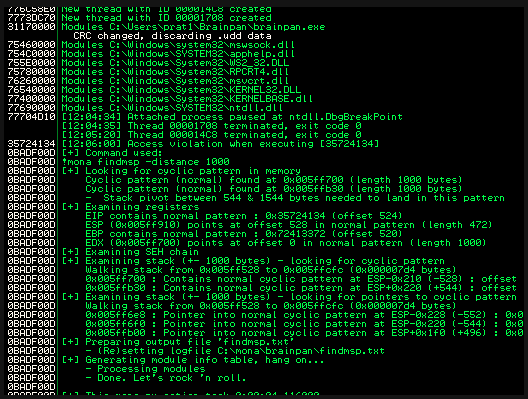 776C58E0 New thread with ID 000014C8 created
7773DC70 New thread with ID 00001708 created
31170000 Modules C:\Users\prat1\Brainpan\brainpan.exe
CRC changed, discarding .udd data
75460000 Modules C:\Windows\system32\mswsock.dll
754C0000 Modules C:\Windows\SYSTEM32\apphelp.dll
755E0000 Modules C:\Windows\SYSTEM32\WS2_32.DLL
75780000 Modules C:\Windows\SYSTEM32\RPCRT4.dll
76260000 Modules C:\Windows\SYSTEM32\msvcrt.dll
76540000 Modules C:\Windows\SYSTEM32\KERNEL32.DLL
77400000 Modules C:\Windows\SYSTEM32\KERNELBASE.dll
77690000 Modules C:\Windows\SYSTEM32\ntdll.dll
77704D10 [12:04:34] Attached process paused at ntdll.DbgBreakPoint
[12:04:35] Thread 00001708 terminated, exit code 0
[12:05:20] Thread 000014C8 terminated, exit code 0
35724134 [12:06:00] Access violation when executing [35724134]
0BADF00D [+] Command used:
0BADF00D !mona findmsp -distance 1000
0BADF00D [+] Looking for cyclic pattern in memory
0BADF00D Cyclic pattern (normal) found at 0x005ff700 (length 1000 bytes)
0BADF00D Cyclic pattern (normal) found at 0x005ffb30 (length 1000 bytes)
0BADF00D - Stack pivot between 544 & 1544 bytes needed to land in this pattern
0BADF00D [+] Examining registers
0BADF00D EIP contains normal pattern : 0x35724134 (offset 524)
0BADF00D ESP (0x005ff910) points at offset 528 in normal pattern (length 472)
0BADF00D EBP contains normal pattern : 0x72413372 (offset 520)
0BADF00D EDX (0x005ff700) points at offset 0 in normal pattern (length 1000)
0BADF00D [+] Examining SEH chain
0BADF00D [+] Examining stack (+- 1000 bytes) - looking for cyclic pattern
0BADF00D Walking stack from 0x005ff528 to 0x005ffcfc (0x000007d4 bytes)
0BADF00D 0x005ff700 : Contains normal cyclic pattern at ESP-0x210 (-528) : offset
0BADF00D 0x005ffb30 : Contains normal cyclic pattern at ESP+0x220 (+544) : offset
0BADF00D [+] Examining stack (+- 1000 bytes) - looking for pointers to cyclic pattern
0BADF00D Walking stack from 0x005ff528 to 0x005ffcfc (0x000007d4 bytes)
0BADF00D 0x005ff6e8 : Pointer into normal cyclic pattern at ESP-0x228 (-552) : 0x0
0BADF00D 0x005ff6f0 : Pointer into normal cyclic pattern at ESP-0x220 (-544) : 0x0
0BADF00D 0x005ffb00 : Pointer into normal cyclic pattern at ESP+0x1f0 (+496) : 0x0
0BADF00D [+] Preparing output file 'findmsp.txt'
0BADF00D - (Re)setting logfile C:\mona\brainpan\findmsp.txt
0BADF00D [+] Generating module info table, hang on...
0BADF00D - Processing modules
0BADF00D - Done. Let's rock 'n roll.
0BADF00D